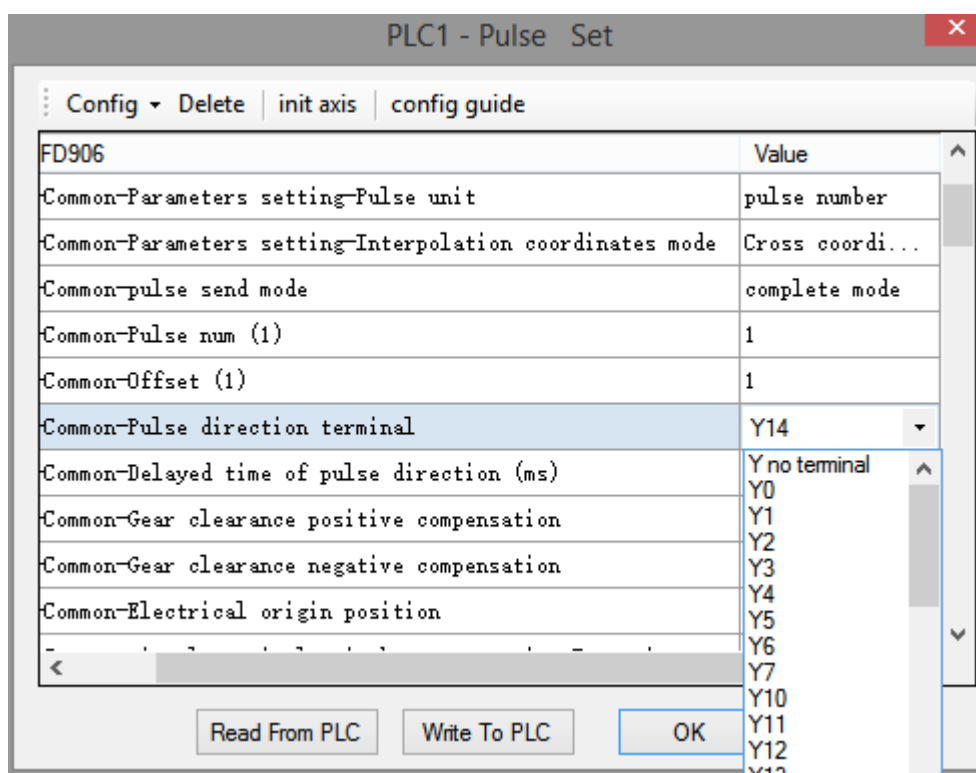 PLC1 - Pulse Set
Config Delete init axis config guide
FD906 Value
Common-Parameters setting-Pulse unit pulse number
Common-Parameters setting-Interpolation coordinates mode Cross coordi...
Common-pulse send mode complete mode
Common-Pulse num (1) 1
Common-Offset (1) 1
Common-Pulse direction terminal Y14
Common-Delayed time of pulse direction (ms)
Common-Gear clearance positive compensation
Common-Gear clearance negative compensation
Common-Electrical origin position
Y no terminal
Y0
Y1
Y2
Y3
Y4
Y5
Y6
Y7
Y10
Y11
Y12
Read From PLC Write To PLC OK